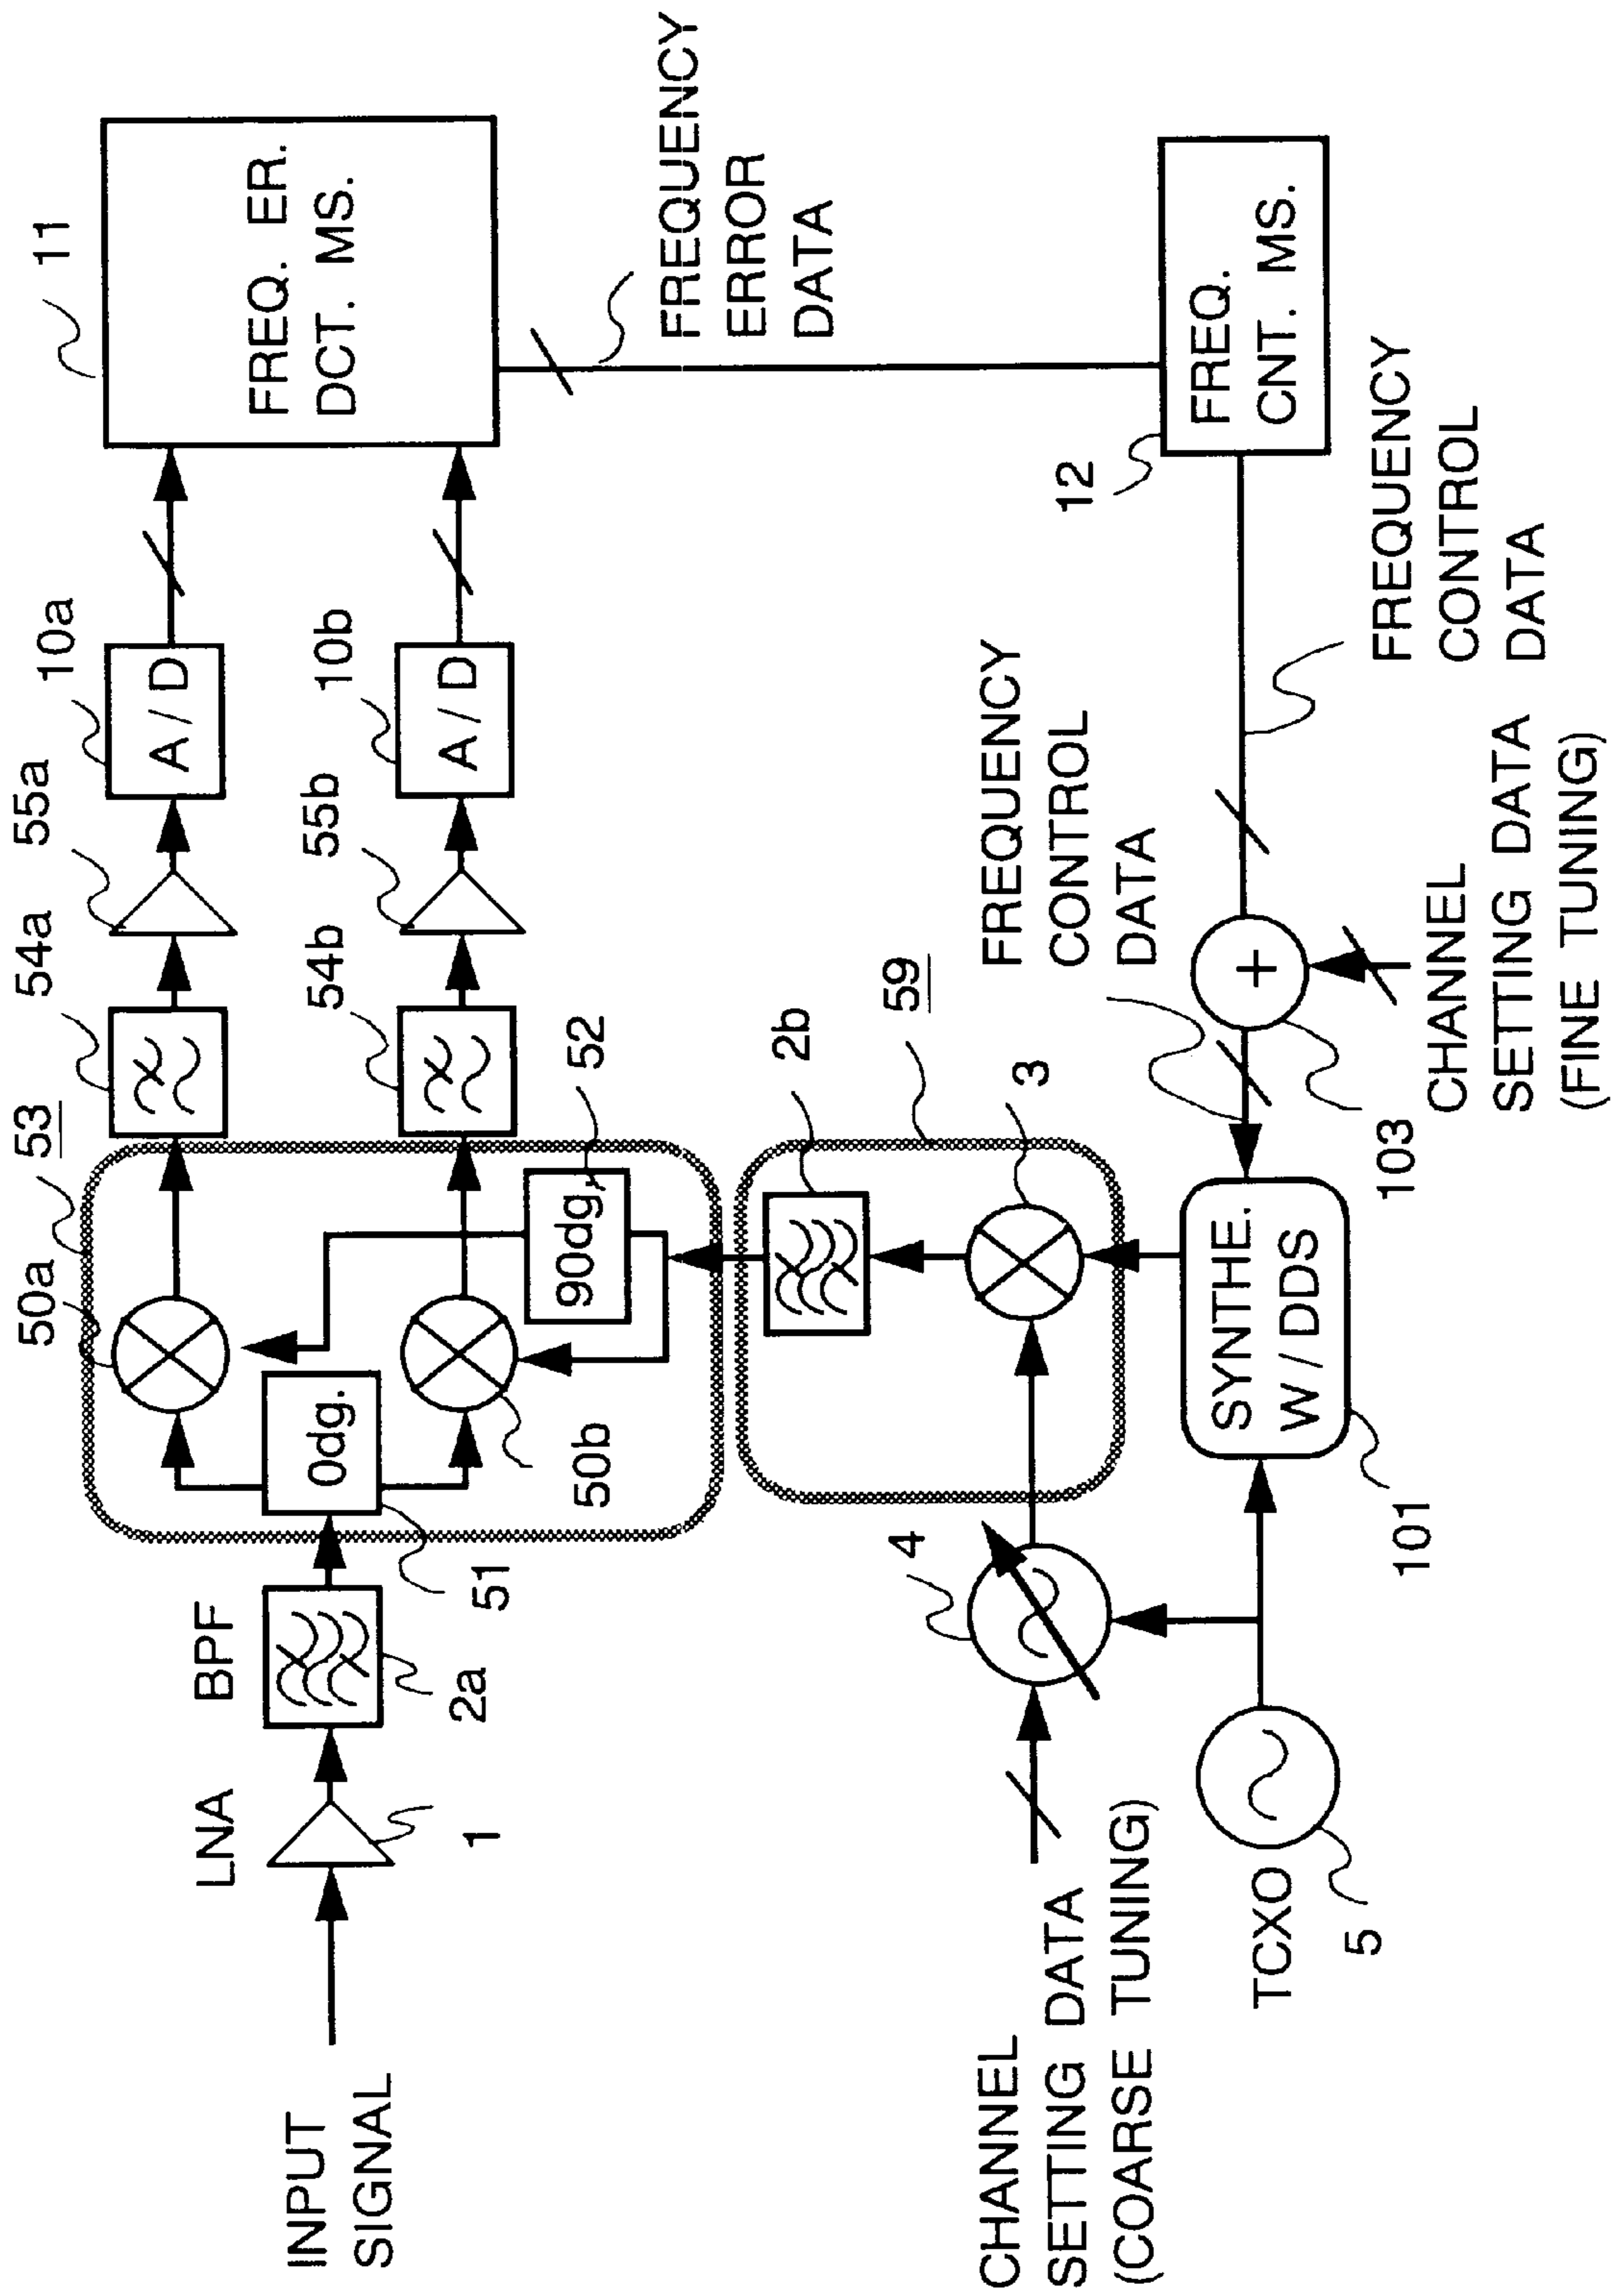 INPUT
SIGNAL
LNA
1
BPF
2a
51
0dg.
50a
53
50b
90dg.
52
54a
54b
55a
55b
10a
A / D
10b
A / D
11
FREQ. ER.
DCT. MS.
FREQUENCY
ERROR
DATA
CHANNEL
SETTING DATA
(COARSE TUNING)
4
TCXO
5
101
SYNTHE.
W / DDS
2b
3
59
FREQUENCY
CONTROL
DATA
103
CHANNEL
SETTING DATA
(FINE TUNING)
12
FREQ.
CNT. MS.
FREQUENCY
CONTROL
DATA